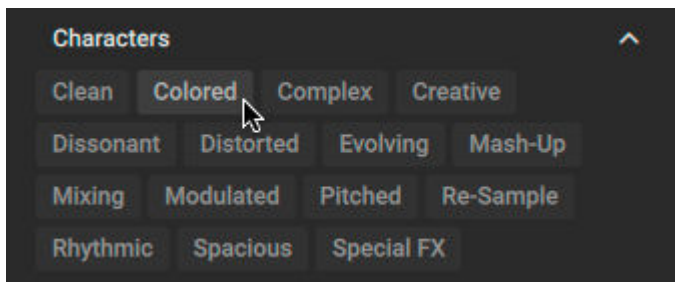 Characters
Clean Colored Complex Creative
Dissonant Distorted Evolving Mash-Up
Mixing Modulated Pitched Re-Sample
Rhythmic Spacious Special FX